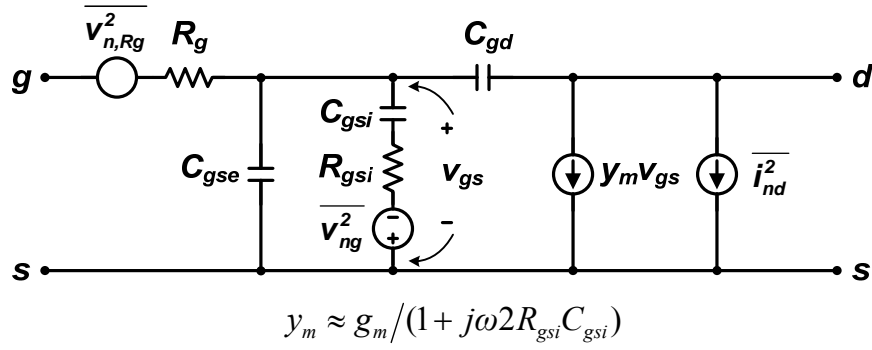 v²n,Rg
Rg
Cgd
g
d
Cgsi
+
Cgse
Rgsi
vgs
ymvgs
i²nd
v²ng
-
+
-
s
s
ym ≈ gm/(1 + jω2RgsiCgsi)